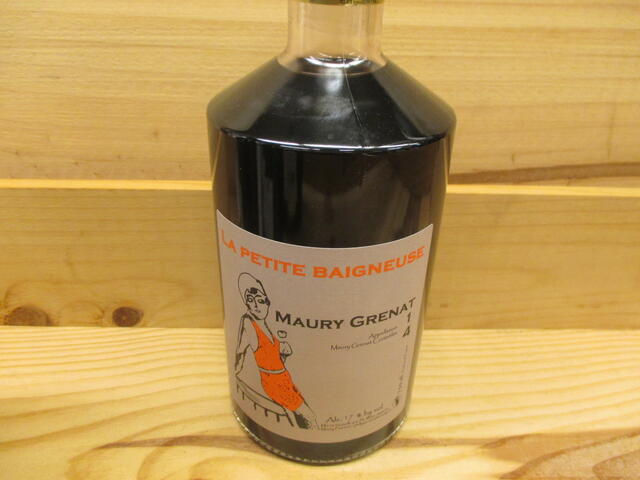 LA PETITE BAIGNEUSE
MAURY GRENAT
14
Appellation
Maury Grenat Contrôlée
Alc. 17 % by vol